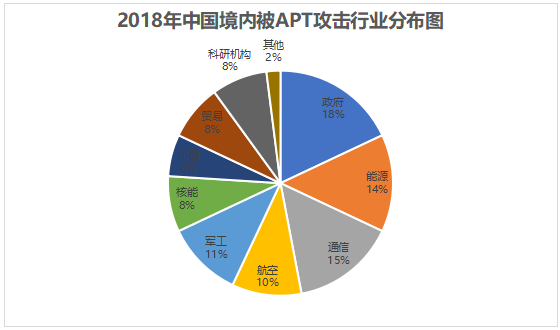 2018年中国境内被APT攻击行业分布图
其他
2%
科研机构
8%
政府
18%
贸易
8%
能源
14%
核能
8%
军工
11%
通信
15%
航空
10%